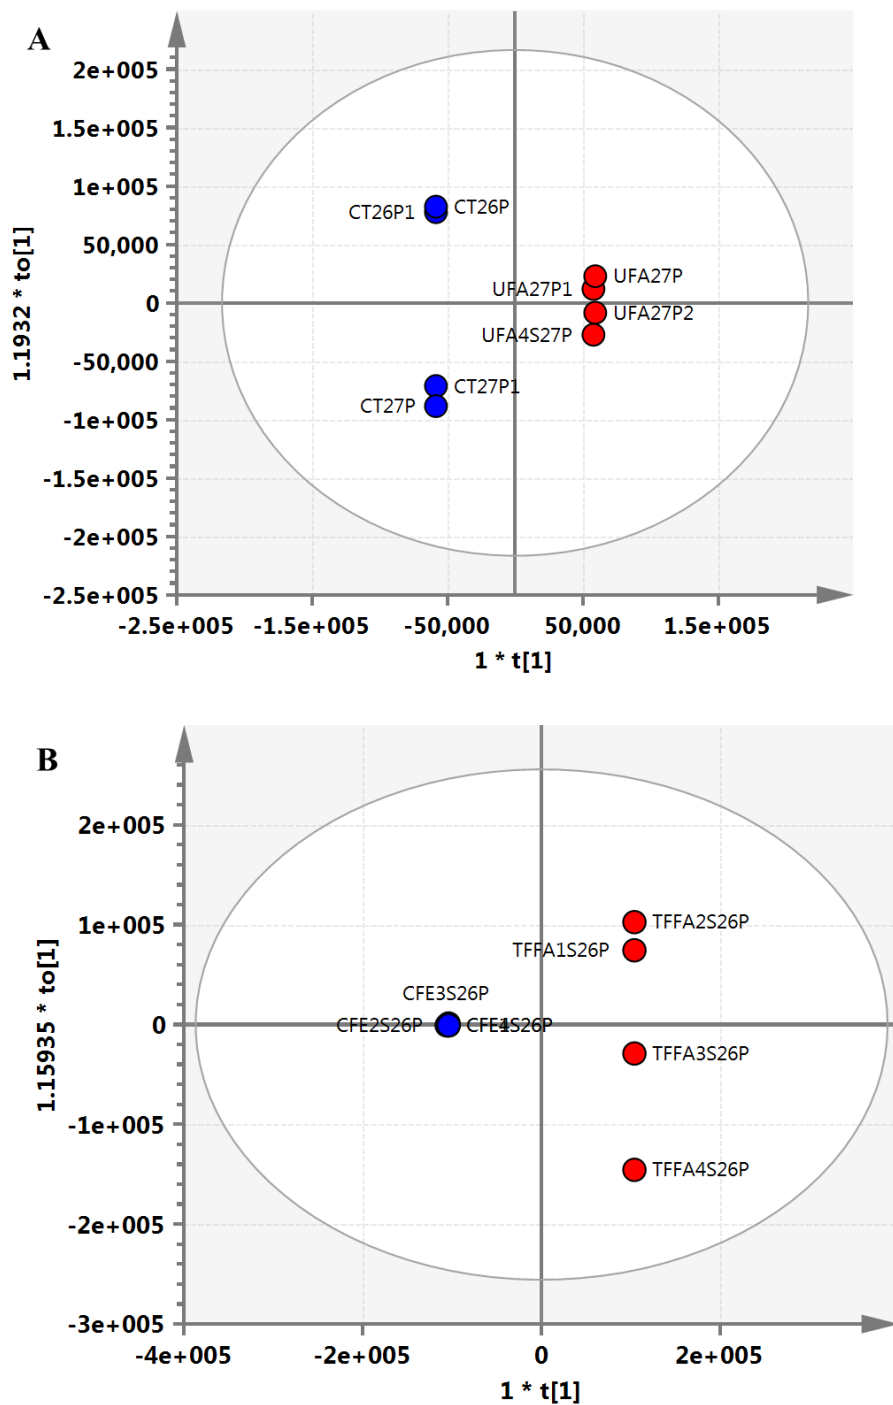 A
2e+005
1.5e+005
1e+005
50,000
0
-50,000
-1e+005
-1.5e+005
-2e+005
-2.5e+005
1.1932 * to[1]
CT26P1 CT26P
UFA27P
UFA27P1
UFA27P2
UFA4S27P
CT27P1
CT27P
-2.5e+005 -1.5e+005 -50,000 50,000 1.5e+005
1 * t[1]
B
2e+005
1e+005
0
-1e+005
-2e+005
-3e+005
1.15935 * to[1]
TFFA2S26P
TFFA1S26P
CFE3S26P
CFE2S26P
TFFA3S26P
TFFA4S26P
-4e+005 -2e+005 0 2e+005
1 * t[1]